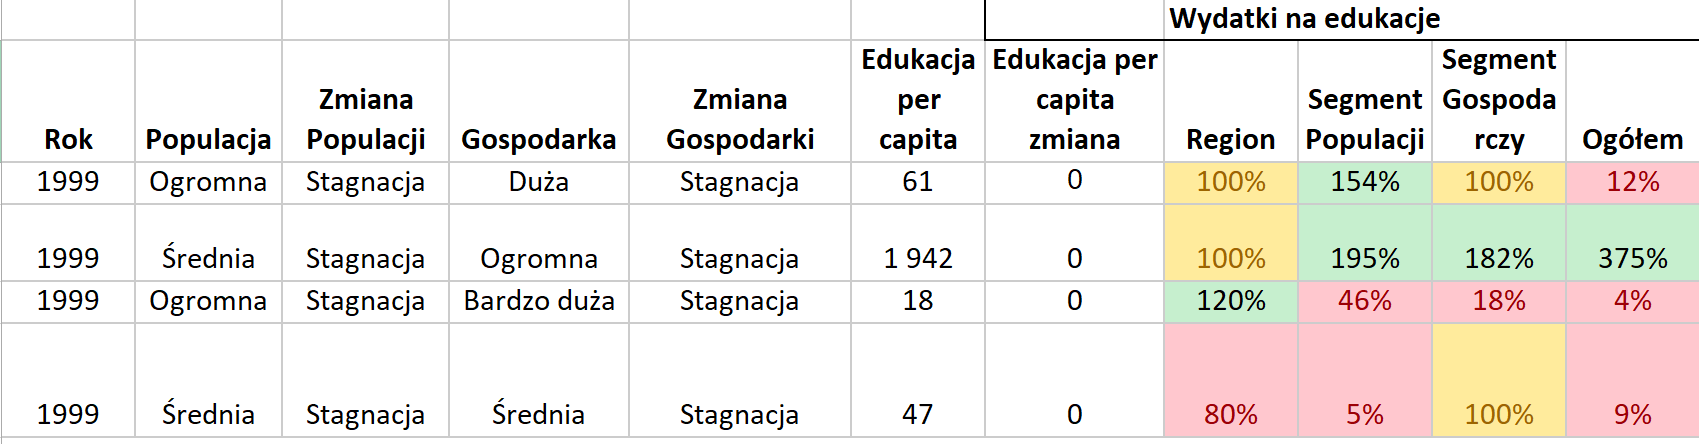 Wydatki na edukacje
Edukacja Edukacja per Segment
Zmiana Zmiana per capita Segment Gospoda
Rok Populacja Populacji Gospodarka Gospodarki capita zmiana Region Populacji rczy Ogółem
1999 Ogromna Stagnacja Duża Stagnacja 61 0 100% 154% 100% 12%
1999 Średnia Stagnacja Ogromna Stagnacja 1 942 0 100% 195% 182% 375%
1999 Ogromna Stagnacja Bardzo duża Stagnacja 18 0 120% 46% 18% 4%
1999 Średnia Stagnacja Średnia Stagnacja 47 0 80% 5% 100% 9%